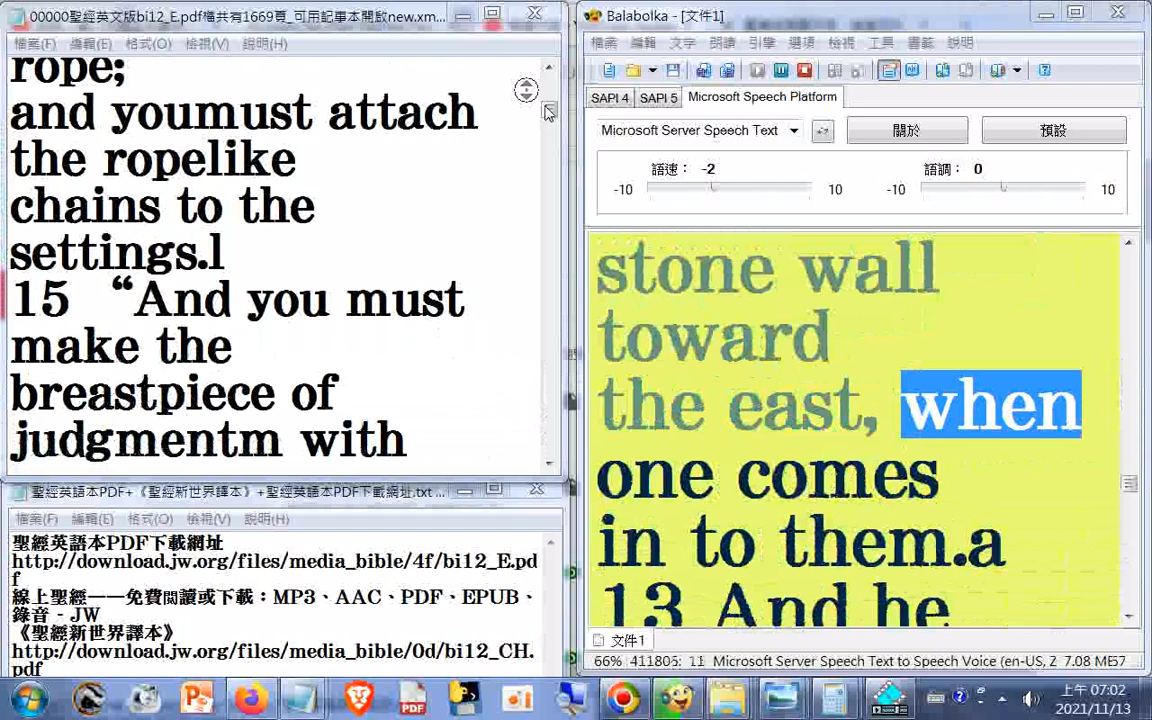 00000聖經英文版bi12_E.pdf檔共有1669頁_可用記事本開啟new.xm...
檔案(F) 編輯(E) 格式(O) 檢視(V) 說明(H)
rope;
and youmust attach
the ropelike
chains to the
settings.l
15 “And you must
make the
breastpiece of
judgmentm with
聖經英語本PDF+《聖經新世界譯本》+聖經英語本PDF下載網址.txt ...
檔案(F) 編輯(E) 格式(O) 檢視(V) 說明(H)
聖經英語本PDF下載網址
http://download.jw.org/files/media_bible/4f/bi12_E.pd
f
線上聖經——免費閱讀或下載：MP3、AAC、PDF、EPUB、
錄音 - JW
《聖經新世界譯本》
http://download.jw.org/files/media_bible/0d/bi12_CH.
pdf
Balabolka - [文件1]
檔案 編輯 文字 朗讀 引擎 選項 檢視 工具 書籤 說明
SAPI 4 SAPI 5 Microsoft Speech Platform
Microsoft Server Speech Text 關於 預設
語速： -2 語調： 0
-10 10 -10 10
stone wall
toward
the east, when
one comes
in to them.a
13 And he
文件1
66% 411805: 11 Microsoft Server Speech Text to Speech Voice (en-US, Z 7.08 ME57
上午 07:02
2021/11/13